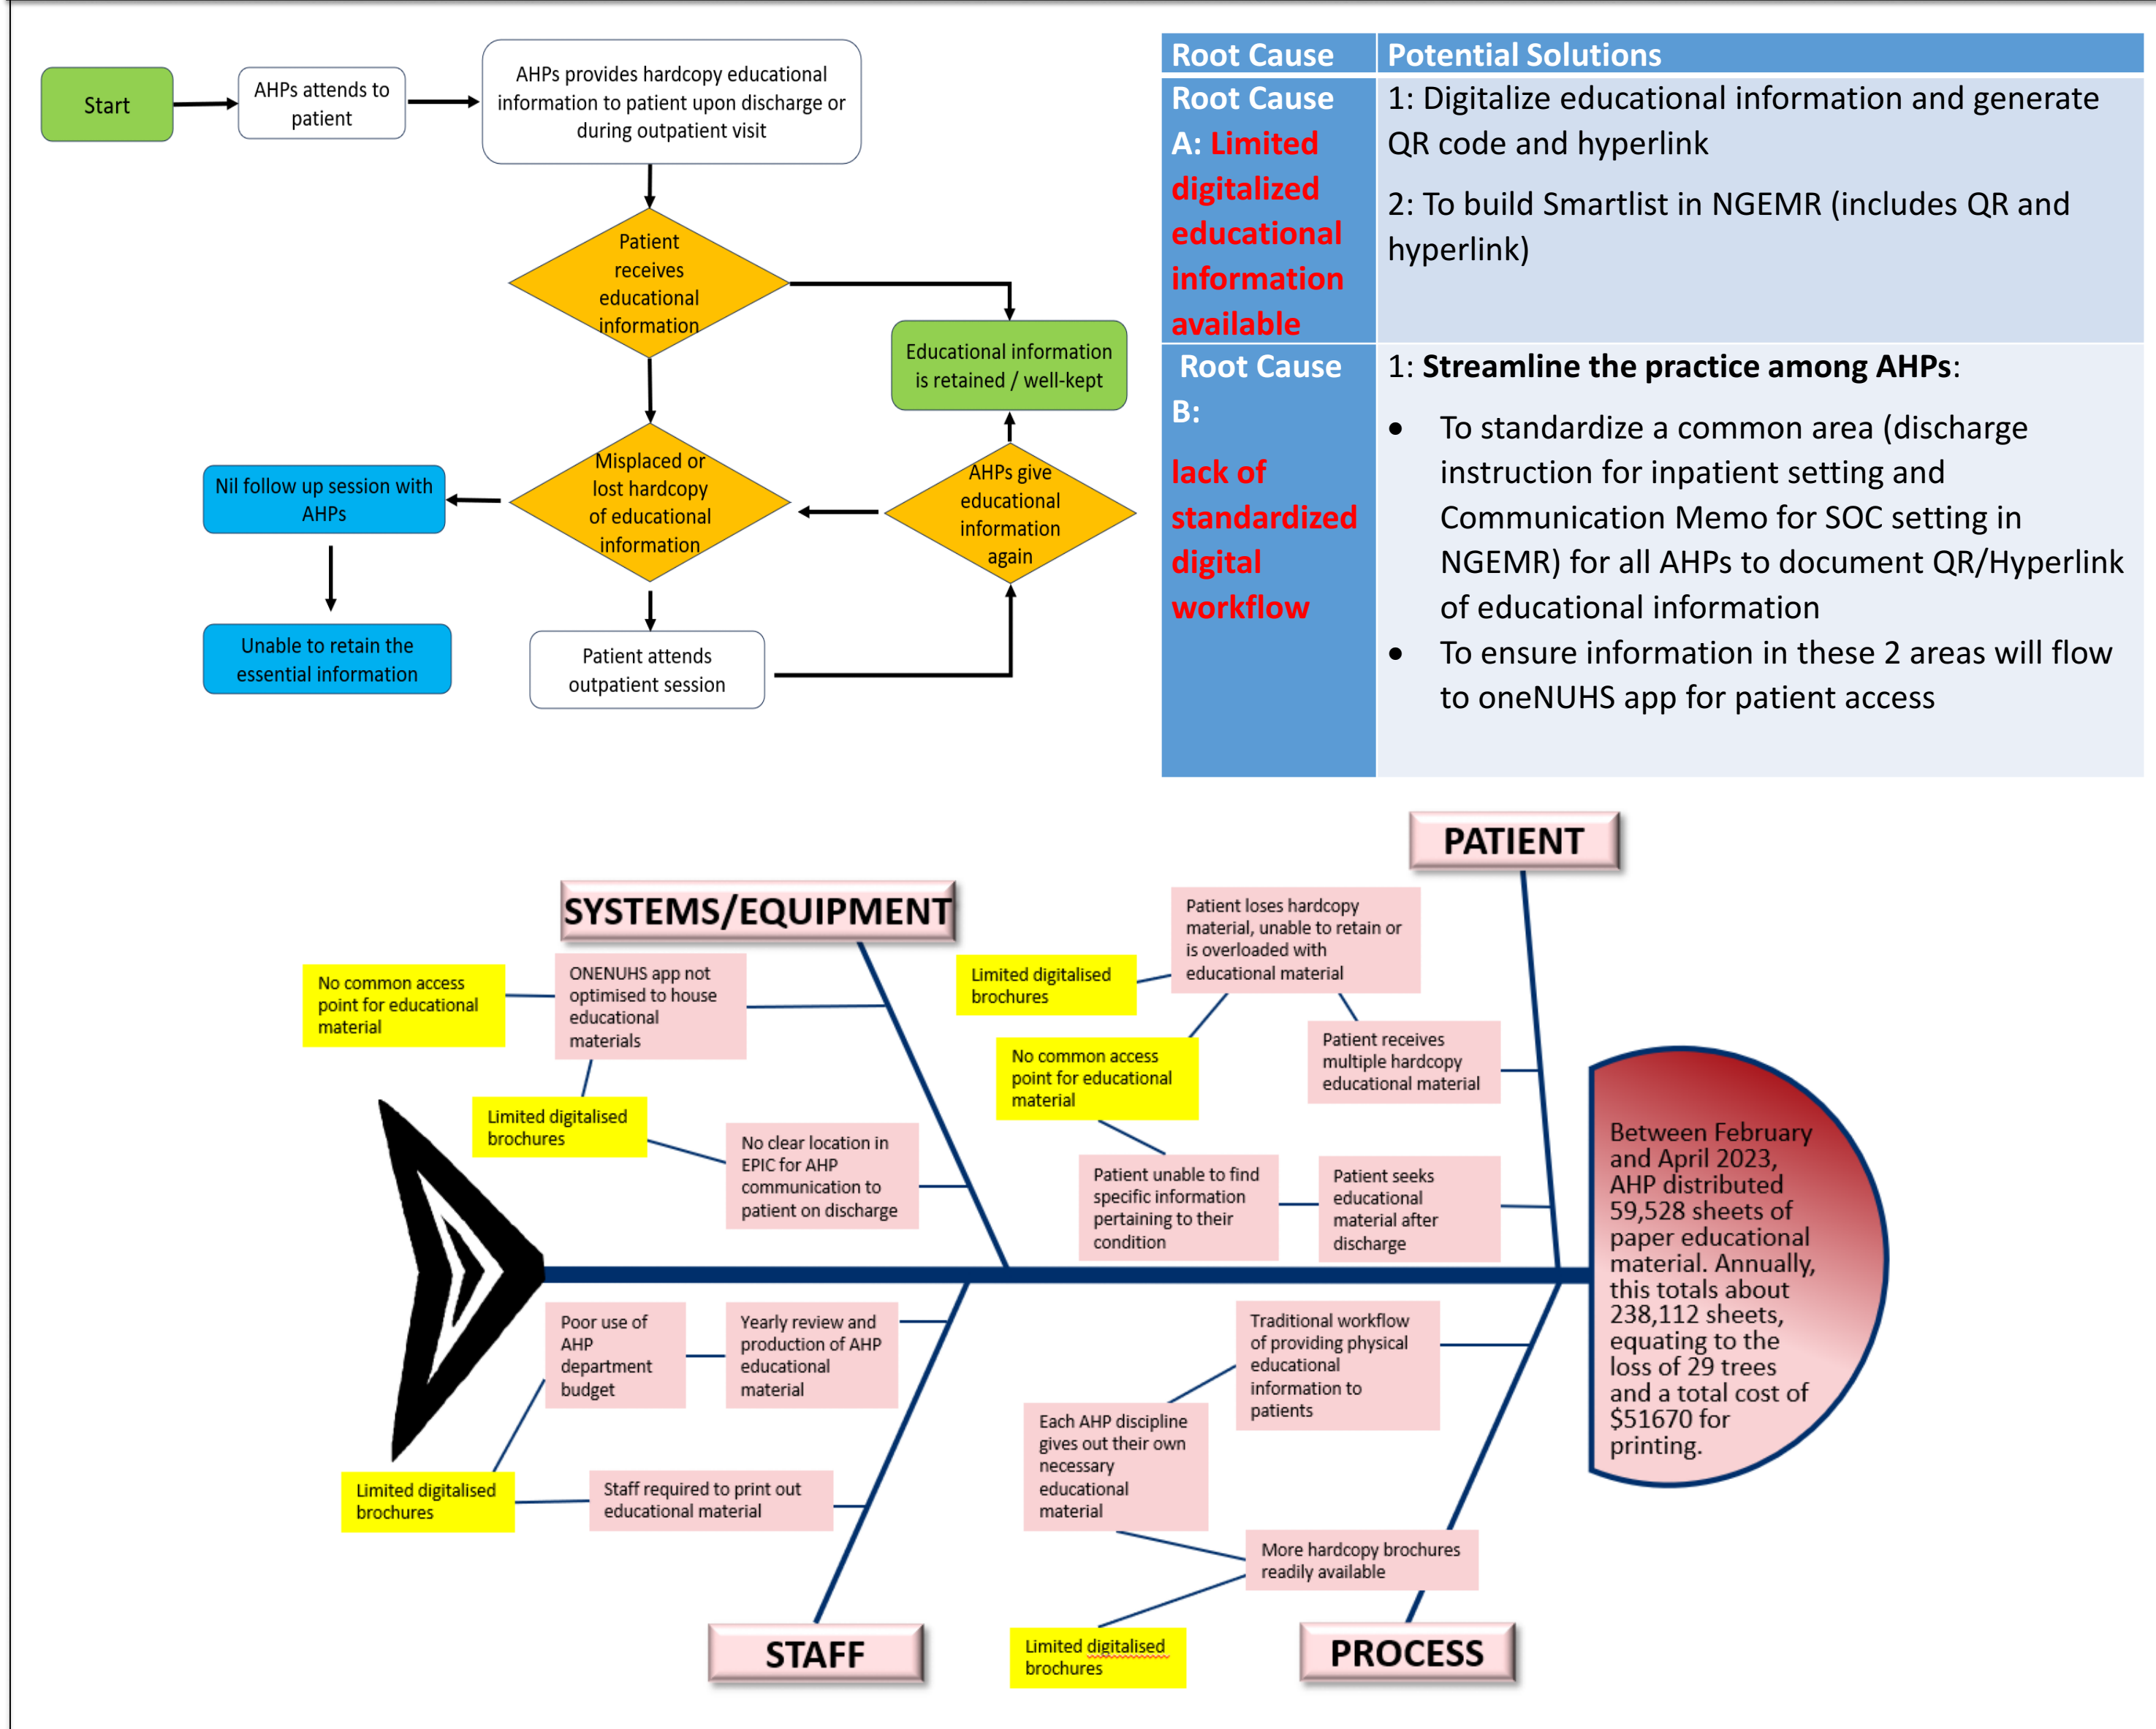 Start
AHPs attends to
patient
AHPs provides hardcopy educational
information to patient upon discharge or
during outpatient visit
Patient
receives
educational
information
Educational information
is retained / well-kept
Misplaced or
lost hardcopy
of educational
information
AHPs give
educational
information
again
Nil follow up session with
AHPs
Unable to retain the
essential information
Patient attends
outpatient session
Root Cause
Potential Solutions
Root Cause
A: Limited
digitalized
educational
information
available
1: Digitalize educational information and generate
QR code and hyperlink
2: To build Smartlist in NGEMR (includes QR and
hyperlink)
Root Cause
B:
lack of
standardized
digital
workflow
1: Streamline the practice among AHPs:
• To standardize a common area (discharge
instruction for inpatient setting and
Communication Memo for SOC setting in
NGEMR) for all AHPs to document QR/Hyperlink
of educational information
• To ensure information in these 2 areas will flow
to oneNUHS app for patient access
SYSTEMS/EQUIPMENT
No common access
point for educational
material
ONENUHS app not
optimised to house
educational
materials
Limited digitalised
brochures
No clear location in
EPIC for AHP
communication to
patient on discharge
PATIENT
Patient loses hardcopy
material, unable to retain or
is overloaded with
educational material
Limited digitalised
brochures
No common access
point for educational
material
Patient receives
multiple hardcopy
educational material
Patient unable to find
specific information
pertaining to their
condition
Patient seeks
educational
material after
discharge
Between February
and April 2023,
AHP distributed
59,528 sheets of
paper educational
material. Annually,
this totals about
238,112 sheets,
equating to the
loss of 29 trees
and a total cost of
$51670 for
printing.
Poor use of
AHP
department
budget
Yearly review and
production of AHP
educational
material
Limited digitalised
brochures
Staff required to print out
educational material
STAFF
Traditional workflow
of providing physical
educational
information to
patients
Each AHP discipline
gives out their own
necessary
educational
material
More hardcopy brochures
readily available
Limited digitalised
brochures
PROCESS